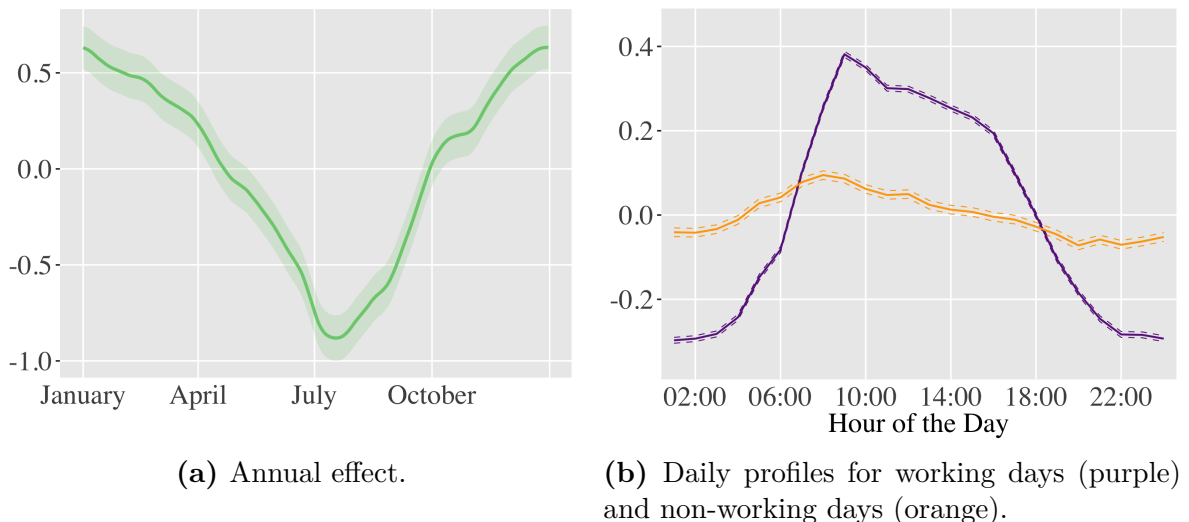 0.5
0.0
-0.5
-1.0
January April July October
(a) Annual effect.
0.4
0.2
0.0
-0.2
02:00 06:00 10:00 14:00 18:00 22:00
Hour of the Day
(b) Daily profiles for working days (purple)
and non-working days (orange).